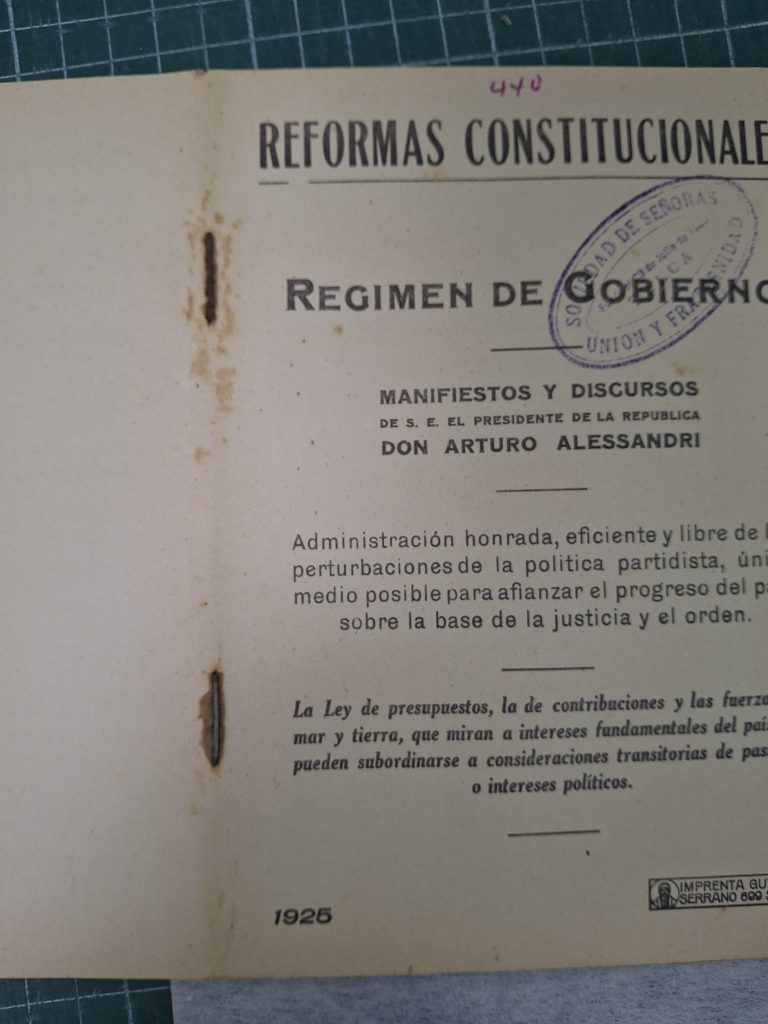 440
REFORMAS CONSTITUCIONALE
REGIMEN DE GOBIERNO
SOCIEDAD DE SEÑORAS
UNION Y FRATERNIDAD
MANIFIESTOS Y DISCURSOS
DE S. E. EL PRESIDENTE DE LA REPUBLICA
DON ARTURO ALESSANDRI
Administración honrada, eficiente y libre de l
perturbaciones de la politica partidista, úni
medio posible para afianzar el progreso del pa
sobre la base de la justicia y el orden.
La Ley de presupuestos, la de contribuciones y las fuerza
mar y tierra, que miran a intereses fundamentales del país
pueden subordinarse a consideraciones transitorias de pas
o intereses políticos.
1925
IMPRENTA GUT
SERRANO 699